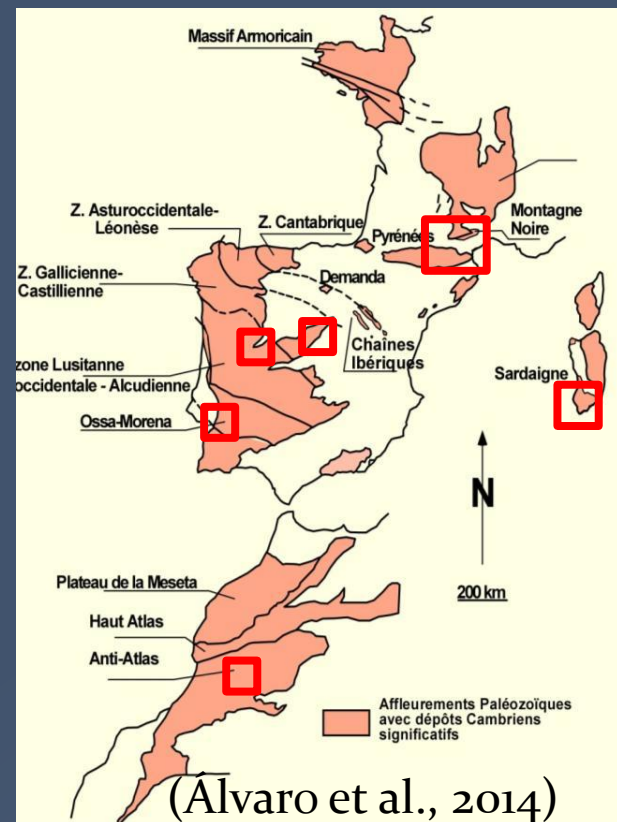 Massif Armoricain
Montagne
Noire
Z. Asturoccidentale-
Léonèse
Z. Cantabrique
Pyrénées
Z. Gallicienne-
Castillienne
Demanda
Chaînes
Ibériques
zone Lusitanne
occidentale - Alcudienne
Sardaigne
Ossa-Morena
N
200 km
Plateau de la Meseta
Haut Atlas
Anti-Atlas
Affleurements Paléozoïques
avec dépôts Cambriens
significatifs
(Álvaro et al., 2014)